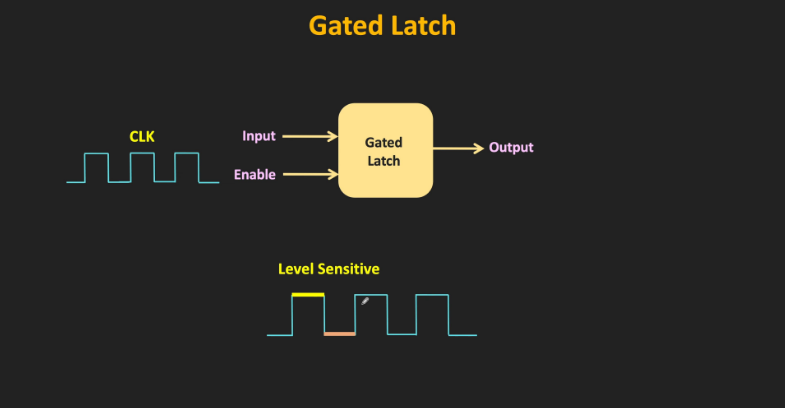 Gated Latch
CLK
Input
Enable
Gated
Latch
Output
Level Sensitive